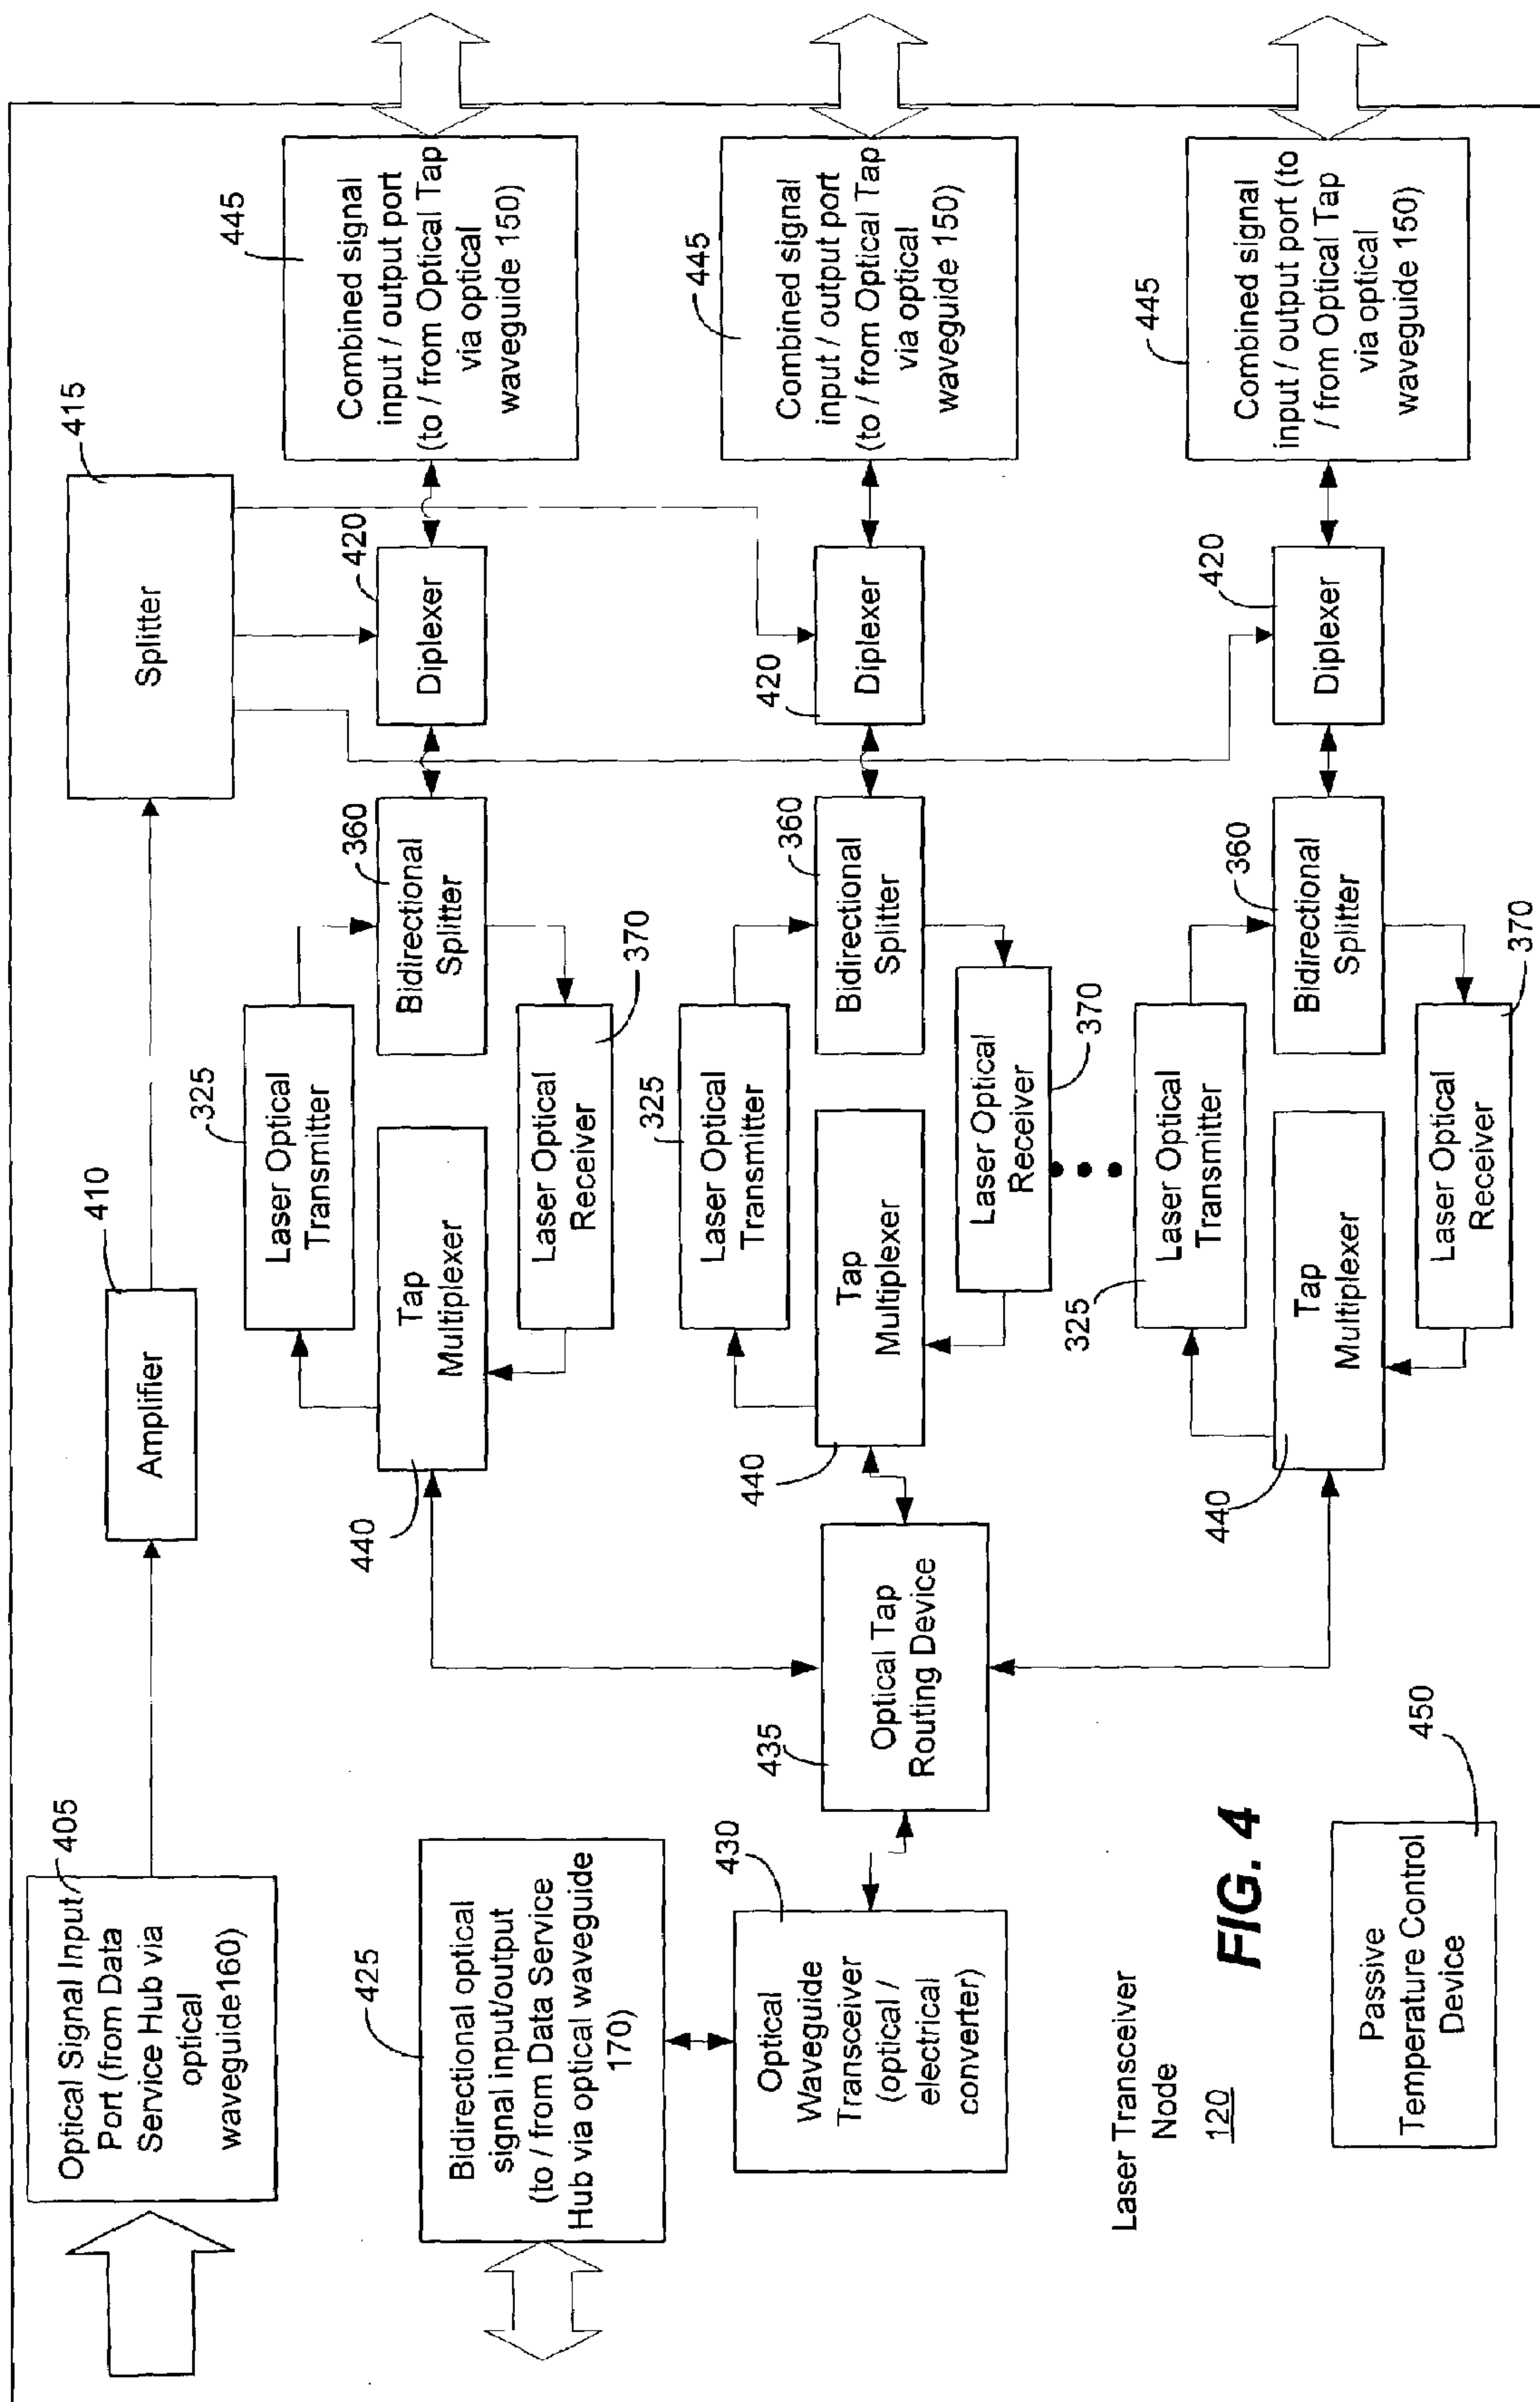 Optical Signal Input
Port (from Data
Service Hub via
optical
waveguide160)
405
Amplifier
410
Splitter
415
Bidirectional optical
signal input/output
(to / from Data Service
Hub via optical waveguide
170)
425
Optical
Waveguide
Transceiver
(optical /
electrical
converter)
430
Optical Tap
Routing Device
435
Laser Optical
Transmitter
325
Tap
Multiplexer
440
Laser Optical
Receiver
370
Bidirectional
Splitter
360
Diplexer
420
Combined signal
input / output port
(to / from Optical Tap
via optical
waveguide 150)
445
Laser Optical
Transmitter
325
Tap
Multiplexer
440
Laser Optical
Receiver
370
Bidirectional
Splitter
360
Diplexer
420
Combined signal
input / output port
(to / from Optical Tap
via optical
waveguide 150)
445
Laser Optical
Transmitter
325
Tap
Multiplexer
440
Laser Optical
Receiver
370
Bidirectional
Splitter
360
Diplexer
420
Combined signal
input / output port (to
/ from Optical Tap
via optical
waveguide 150)
445
Laser Transceiver
Node
120
FIG. 4
Passive
Temperature Control
Device
450